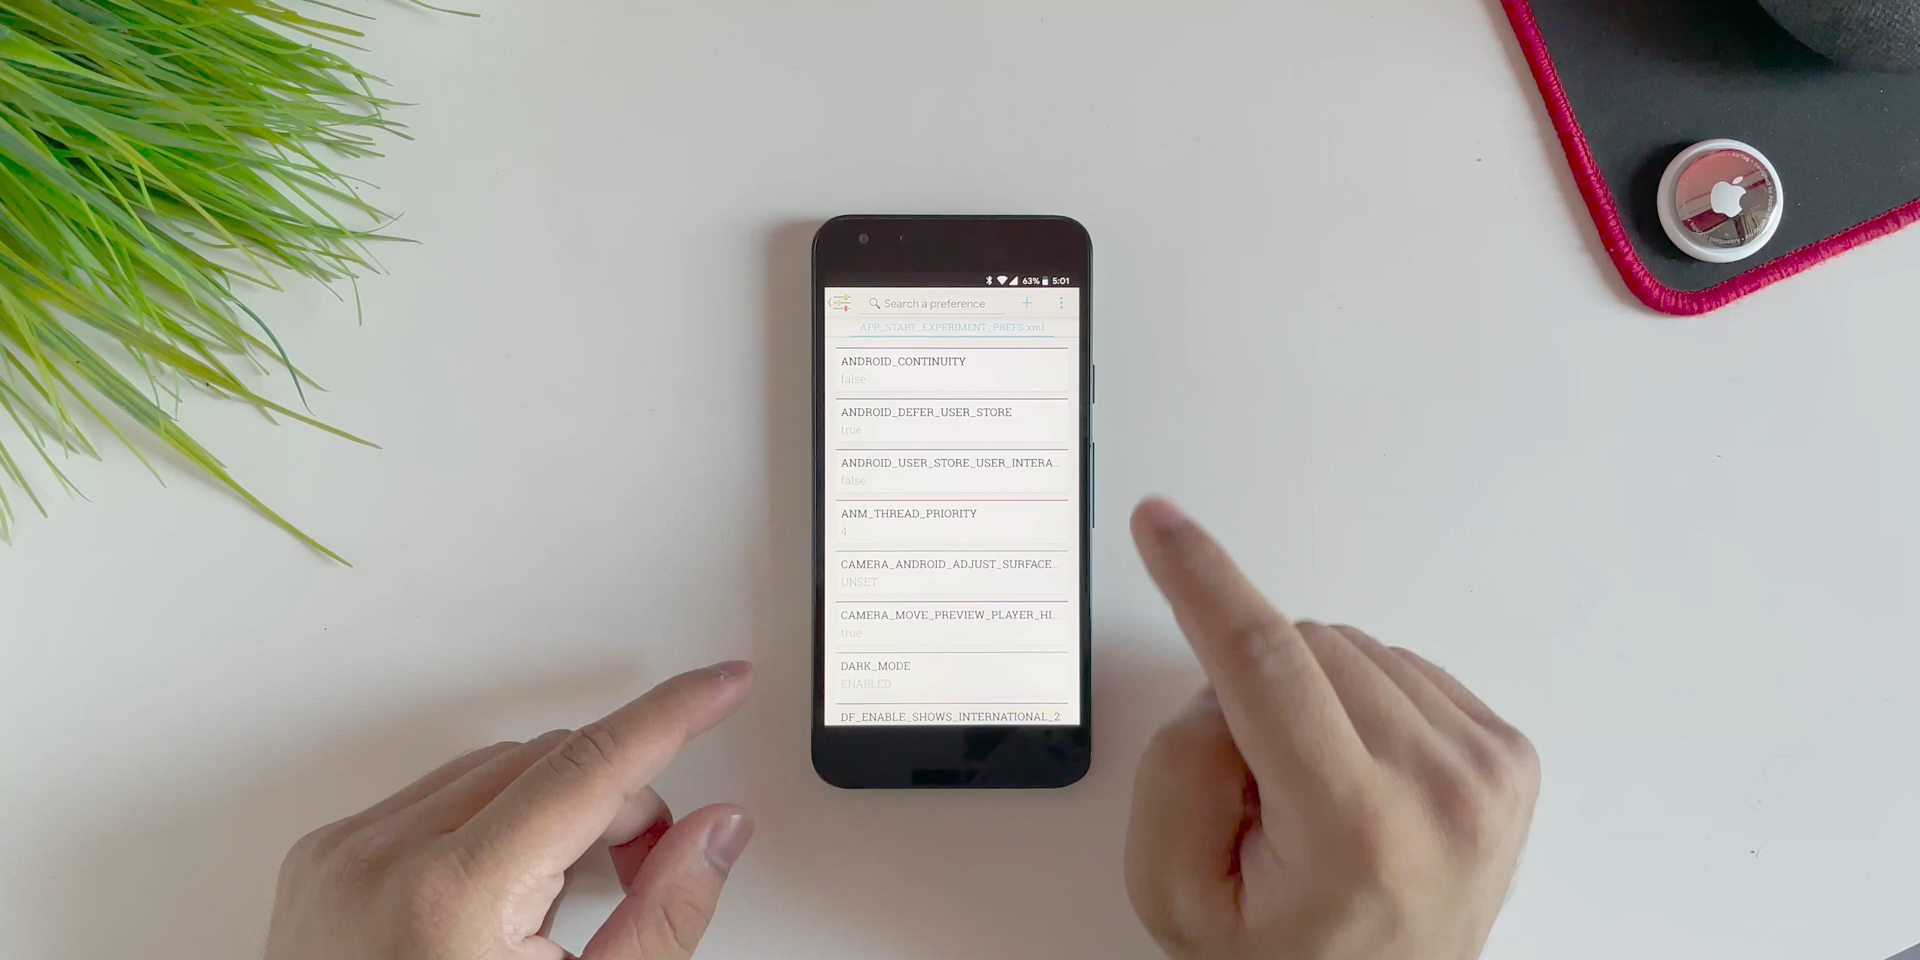 63% 5:01
Search a preference
APP_START_EXPERIMENT_PREFS.xml
ANDROID_CONTINUITY
false
ANDROID_DEFER_USER_STORE
true
ANDROID_USER_STORE_USER_INTERA...
false
ANM_THREAD_PRIORITY
4
CAMERA_ANDROID_ADJUST_SURFACE...
UNSET
CAMERA_MOVE_PREVIEW_PLAYER_HI...
true
DARK_MODE
ENABLED
DF_ENABLE_SHOWS_INTERNATIONAL_2
AirTag